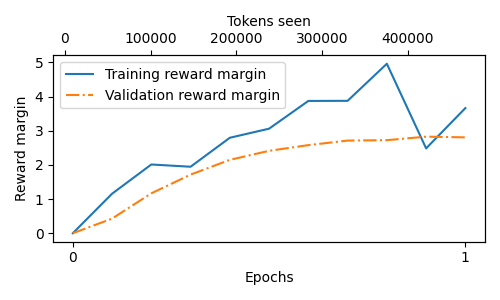 Tokens seen
0 100000 200000 300000 400000
Training reward margin
Validation reward margin
Reward margin
5
4
3
2
1
0
0 1
Epochs